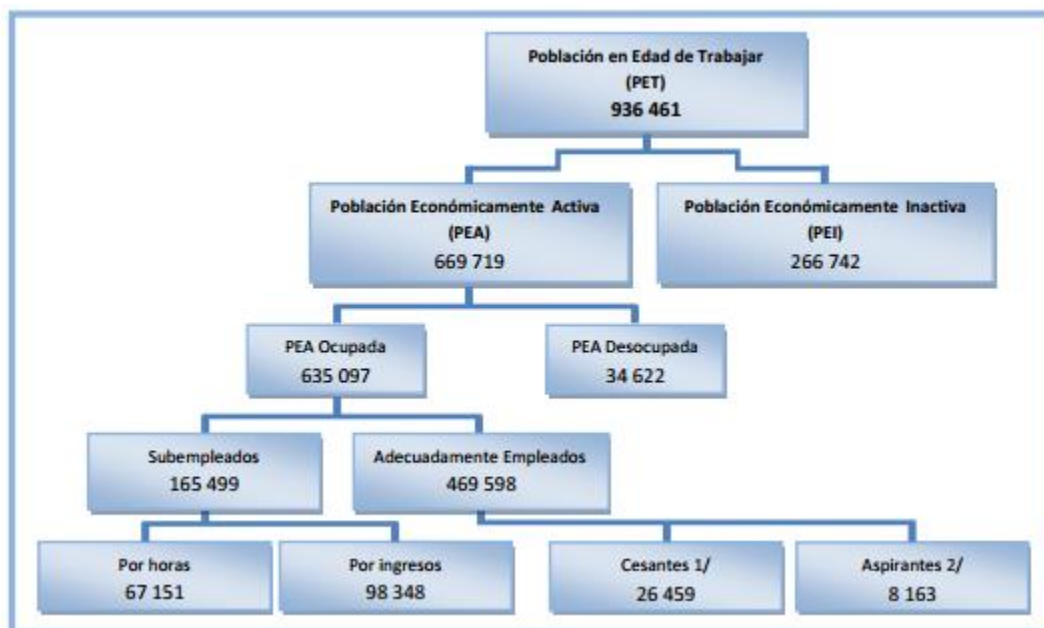 Población en Edad de Trabajar
(PET)
936 461
Población Económicamente Activa
(PEA)
669 719
Población Económicamente Inactiva
(PEI)
266 742
PEA Ocupada
635 097
PEA Desocupada
34 622
Subempleados
165 499
Adecuadamente Empleados
469 598
Por horas
67 151
Por ingresos
98 348
Cesantes 1/
26 459
Aspirantes 2/
8 163